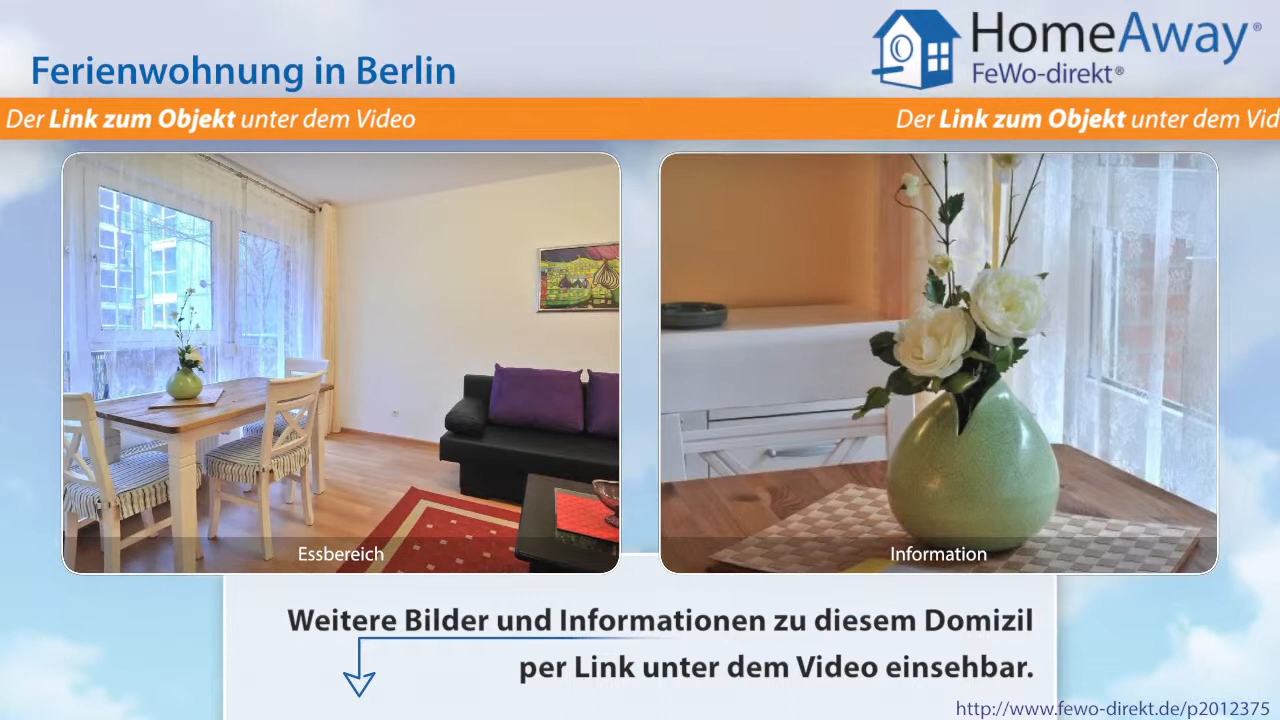 HomeAway®
FeWo-direkt®
Ferienwohnung in Berlin
Der Link zum Objekt unter dem Video
Der Link zum Objekt unter dem Vid
Essbereich
Information
Weitere Bilder und Informationen zu diesem Domizil
per Link unter dem Video einsehbar.
http://www.fewo-direkt.de/p2012375